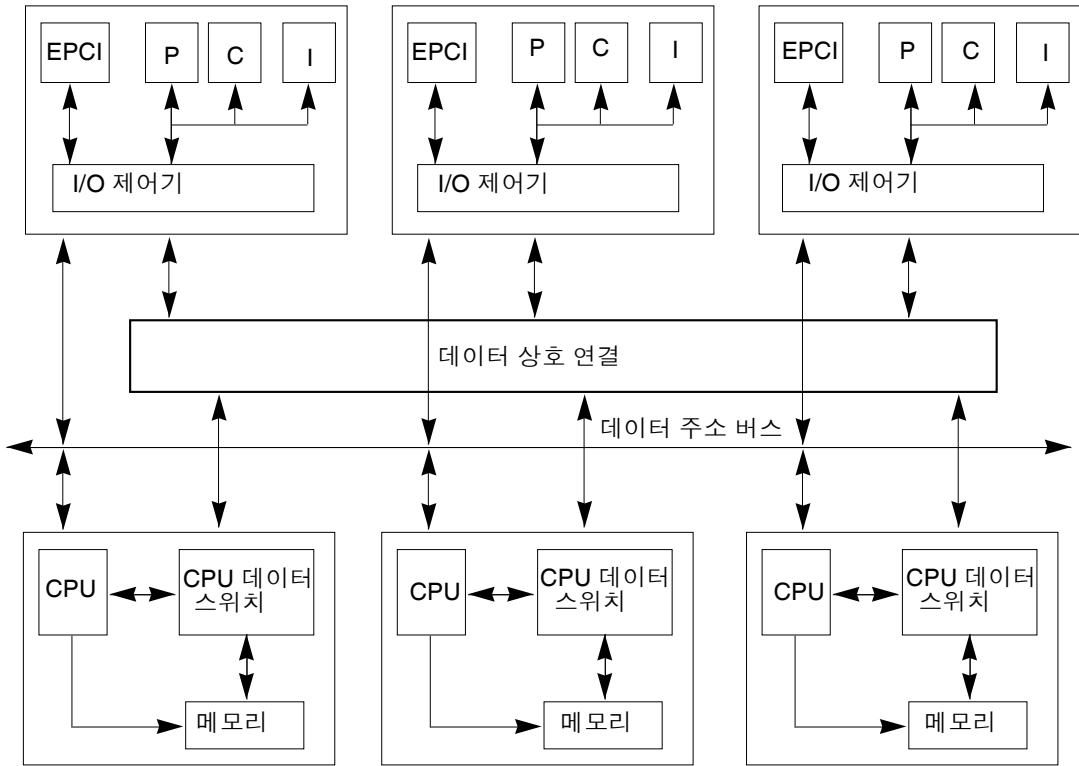 EPCI P C I
I/O 제어기
EPCI P C I
I/O 제어기
EPCI P C I
I/O 제어기
데이터 상호 연결
데이터 주소 버스
CPU
CPU 데이터
스위치
메모리
CPU
CPU 데이터
스위치
메모리
CPU
CPU 데이터
스위치
메모리